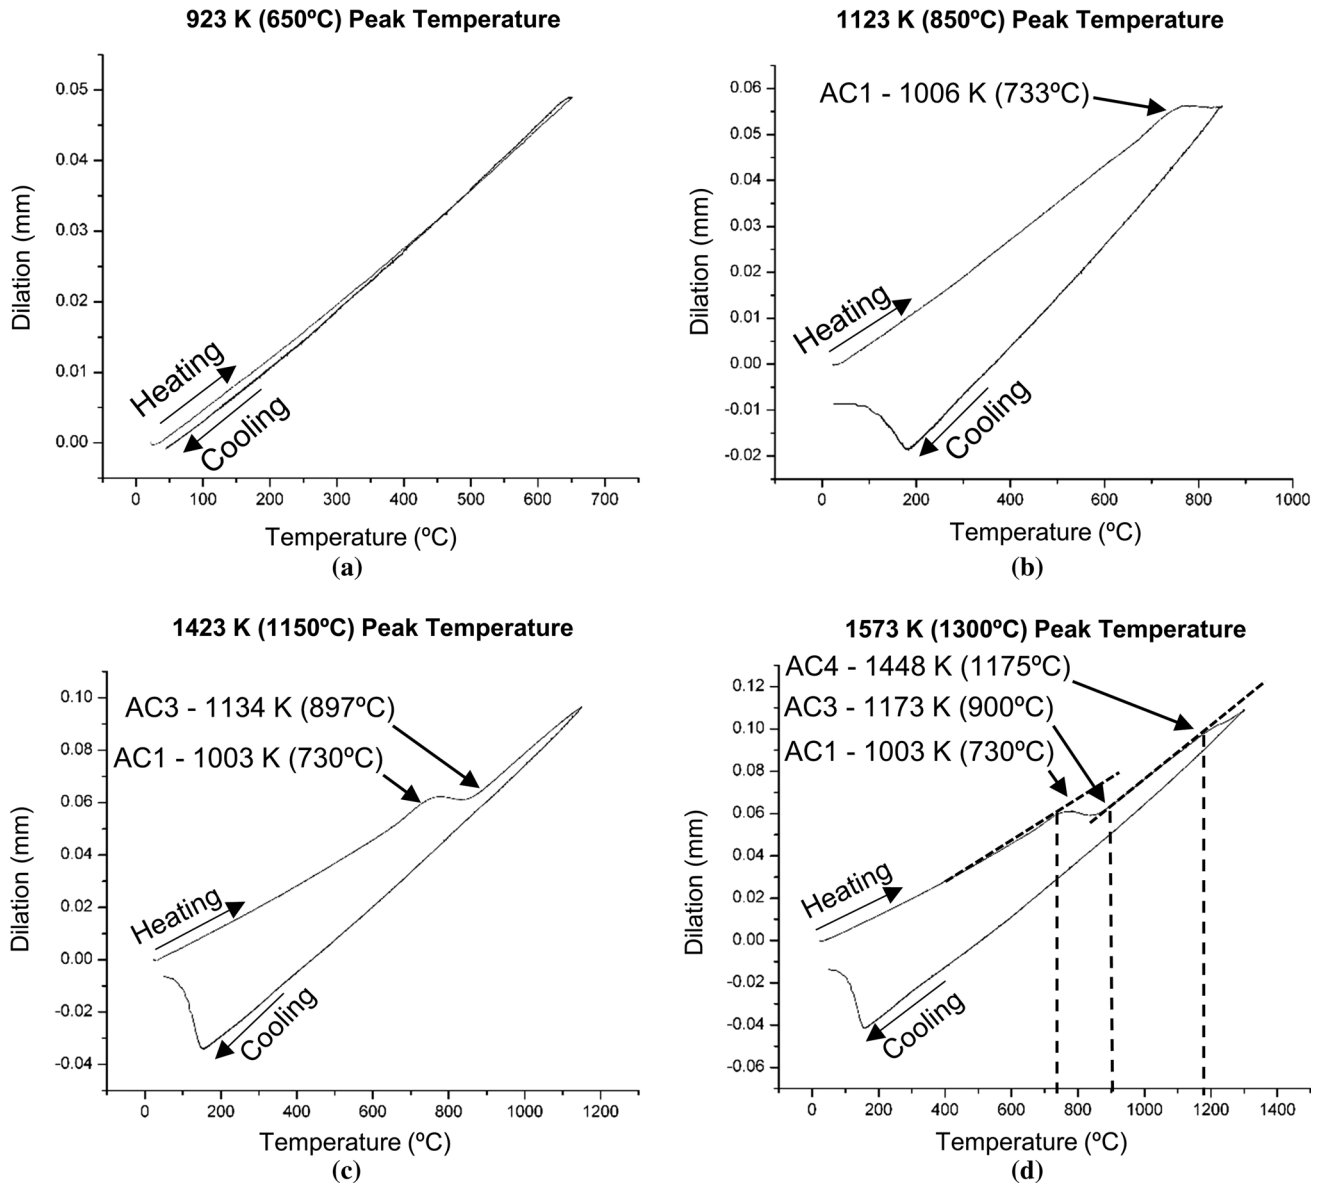 923 K (650ºC) Peak Temperature
0.05
0.04
0.03
0.02
0.01
0.00
Dilation (mm)
Heating
Cooling
0 100 200 300 400 500 600 700
Temperature (ºC)
(a)
1123 K (850ºC) Peak Temperature
AC1 - 1006 K (733ºC)
0.06
0.05
0.04
0.03
0.02
0.01
0.00
-0.01
-0.02
Dilation (mm)
Heating
Cooling
0 200 400 600 800 1000
Temperature (ºC)
(b)
1423 K (1150ºC) Peak Temperature
AC3 - 1134 K (897ºC)
AC1 - 1003 K (730ºC)
0.10
0.08
0.06
0.04
0.02
0.00
-0.02
-0.04
Dilation (mm)
Heating
Cooling
0 200 400 600 800 1000 1200
Temperature (ºC)
(c)
1573 K (1300ºC) Peak Temperature
AC4 - 1448 K (1175ºC)
AC3 - 1173 K (900ºC)
AC1 - 1003 K (730ºC)
0.12
0.10
0.08
0.06
0.04
0.02
0.00
-0.02
-0.04
-0.06
Dilation (mm)
Heating
Cooling
0 200 400 600 800 1000 1200 1400
Temperature (ºC)
(d)